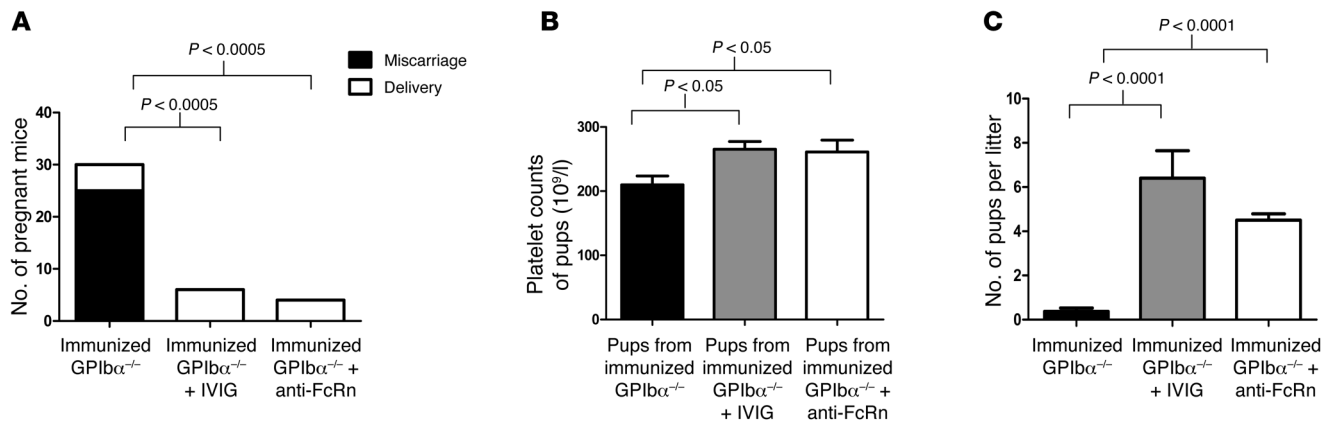 A
P < 0.0005
P < 0.0005
Miscarriage
Delivery
No. of pregnant mice
40
30
20
10
0
Immunized
GPIbα⁻/⁻
Immunized
GPIbα⁻/⁻
+ IVIG
Immunized
GPIbα⁻/⁻ +
anti-FcRn
B
P < 0.05
P < 0.05
Platelet counts
of pups (10⁹/l)
300
200
100
0
Pups from
immunized
GPIbα⁻/⁻
Pups from
immunized
GPIbα⁻/⁻
+ IVIG
Pups from
immunized
GPIbα⁻/⁻ +
anti-FcRn
C
P < 0.0001
P < 0.0001
No. of pups per litter
10
8
6
4
2
0
Immunized
GPIbα⁻/⁻
Immunized
GPIbα⁻/⁻
+ IVIG
Immunized
GPIbα⁻/⁻ +
anti-FcRn